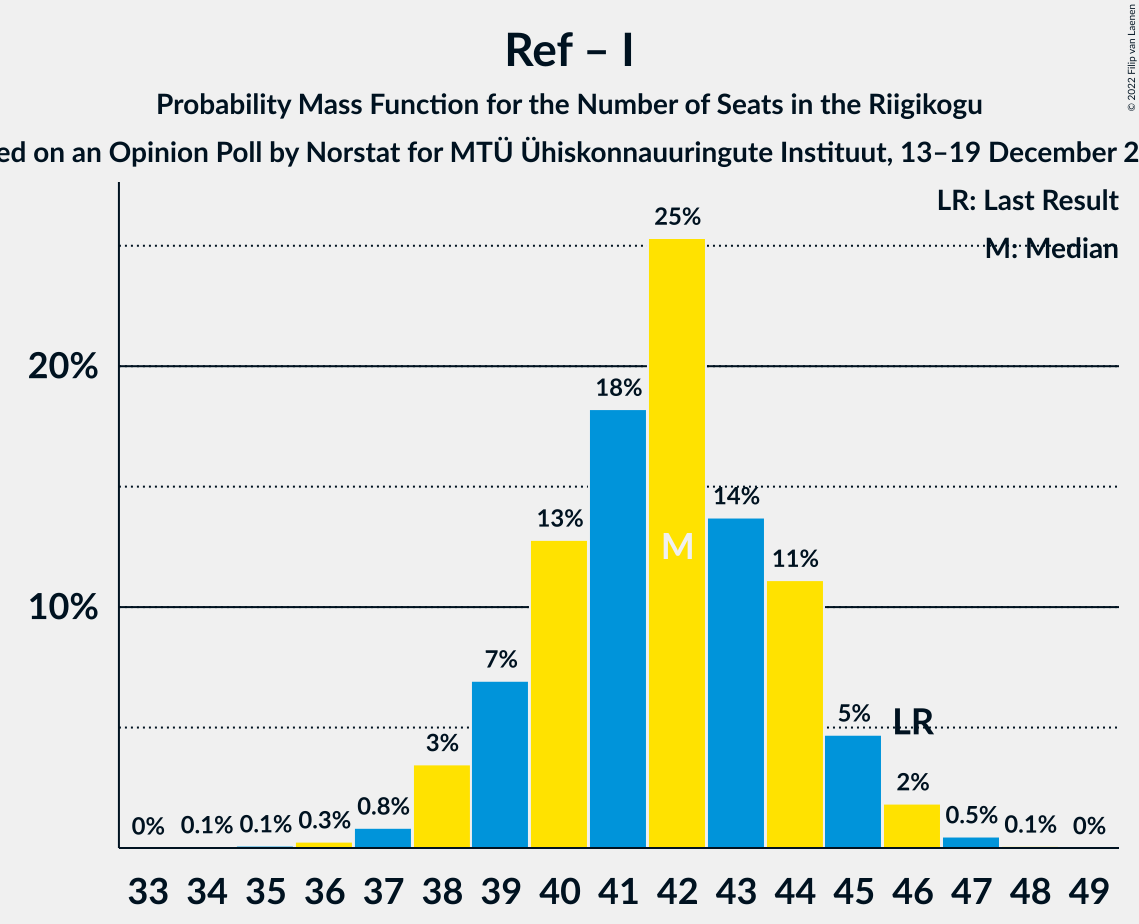 Ref – I
Probability Mass Function for the Number of Seats in the Riigikogu
ed on an Opinion Poll by Norstat for MTÜ Ühiskonnauuringute Instituut, 13–19 December 2
© 2022 Filip van Laenen
LR: Last Result
M: Median
20%
10%
0%
0.1%
0.1%
0.3%
0.8%
3%
7%
13%
18%
25%
14%
11%
5%
2%
0.5%
0.1%
0%
M
LR
33 34 35 36 37 38 39 40 41 42 43 44 45 46 47 48 49